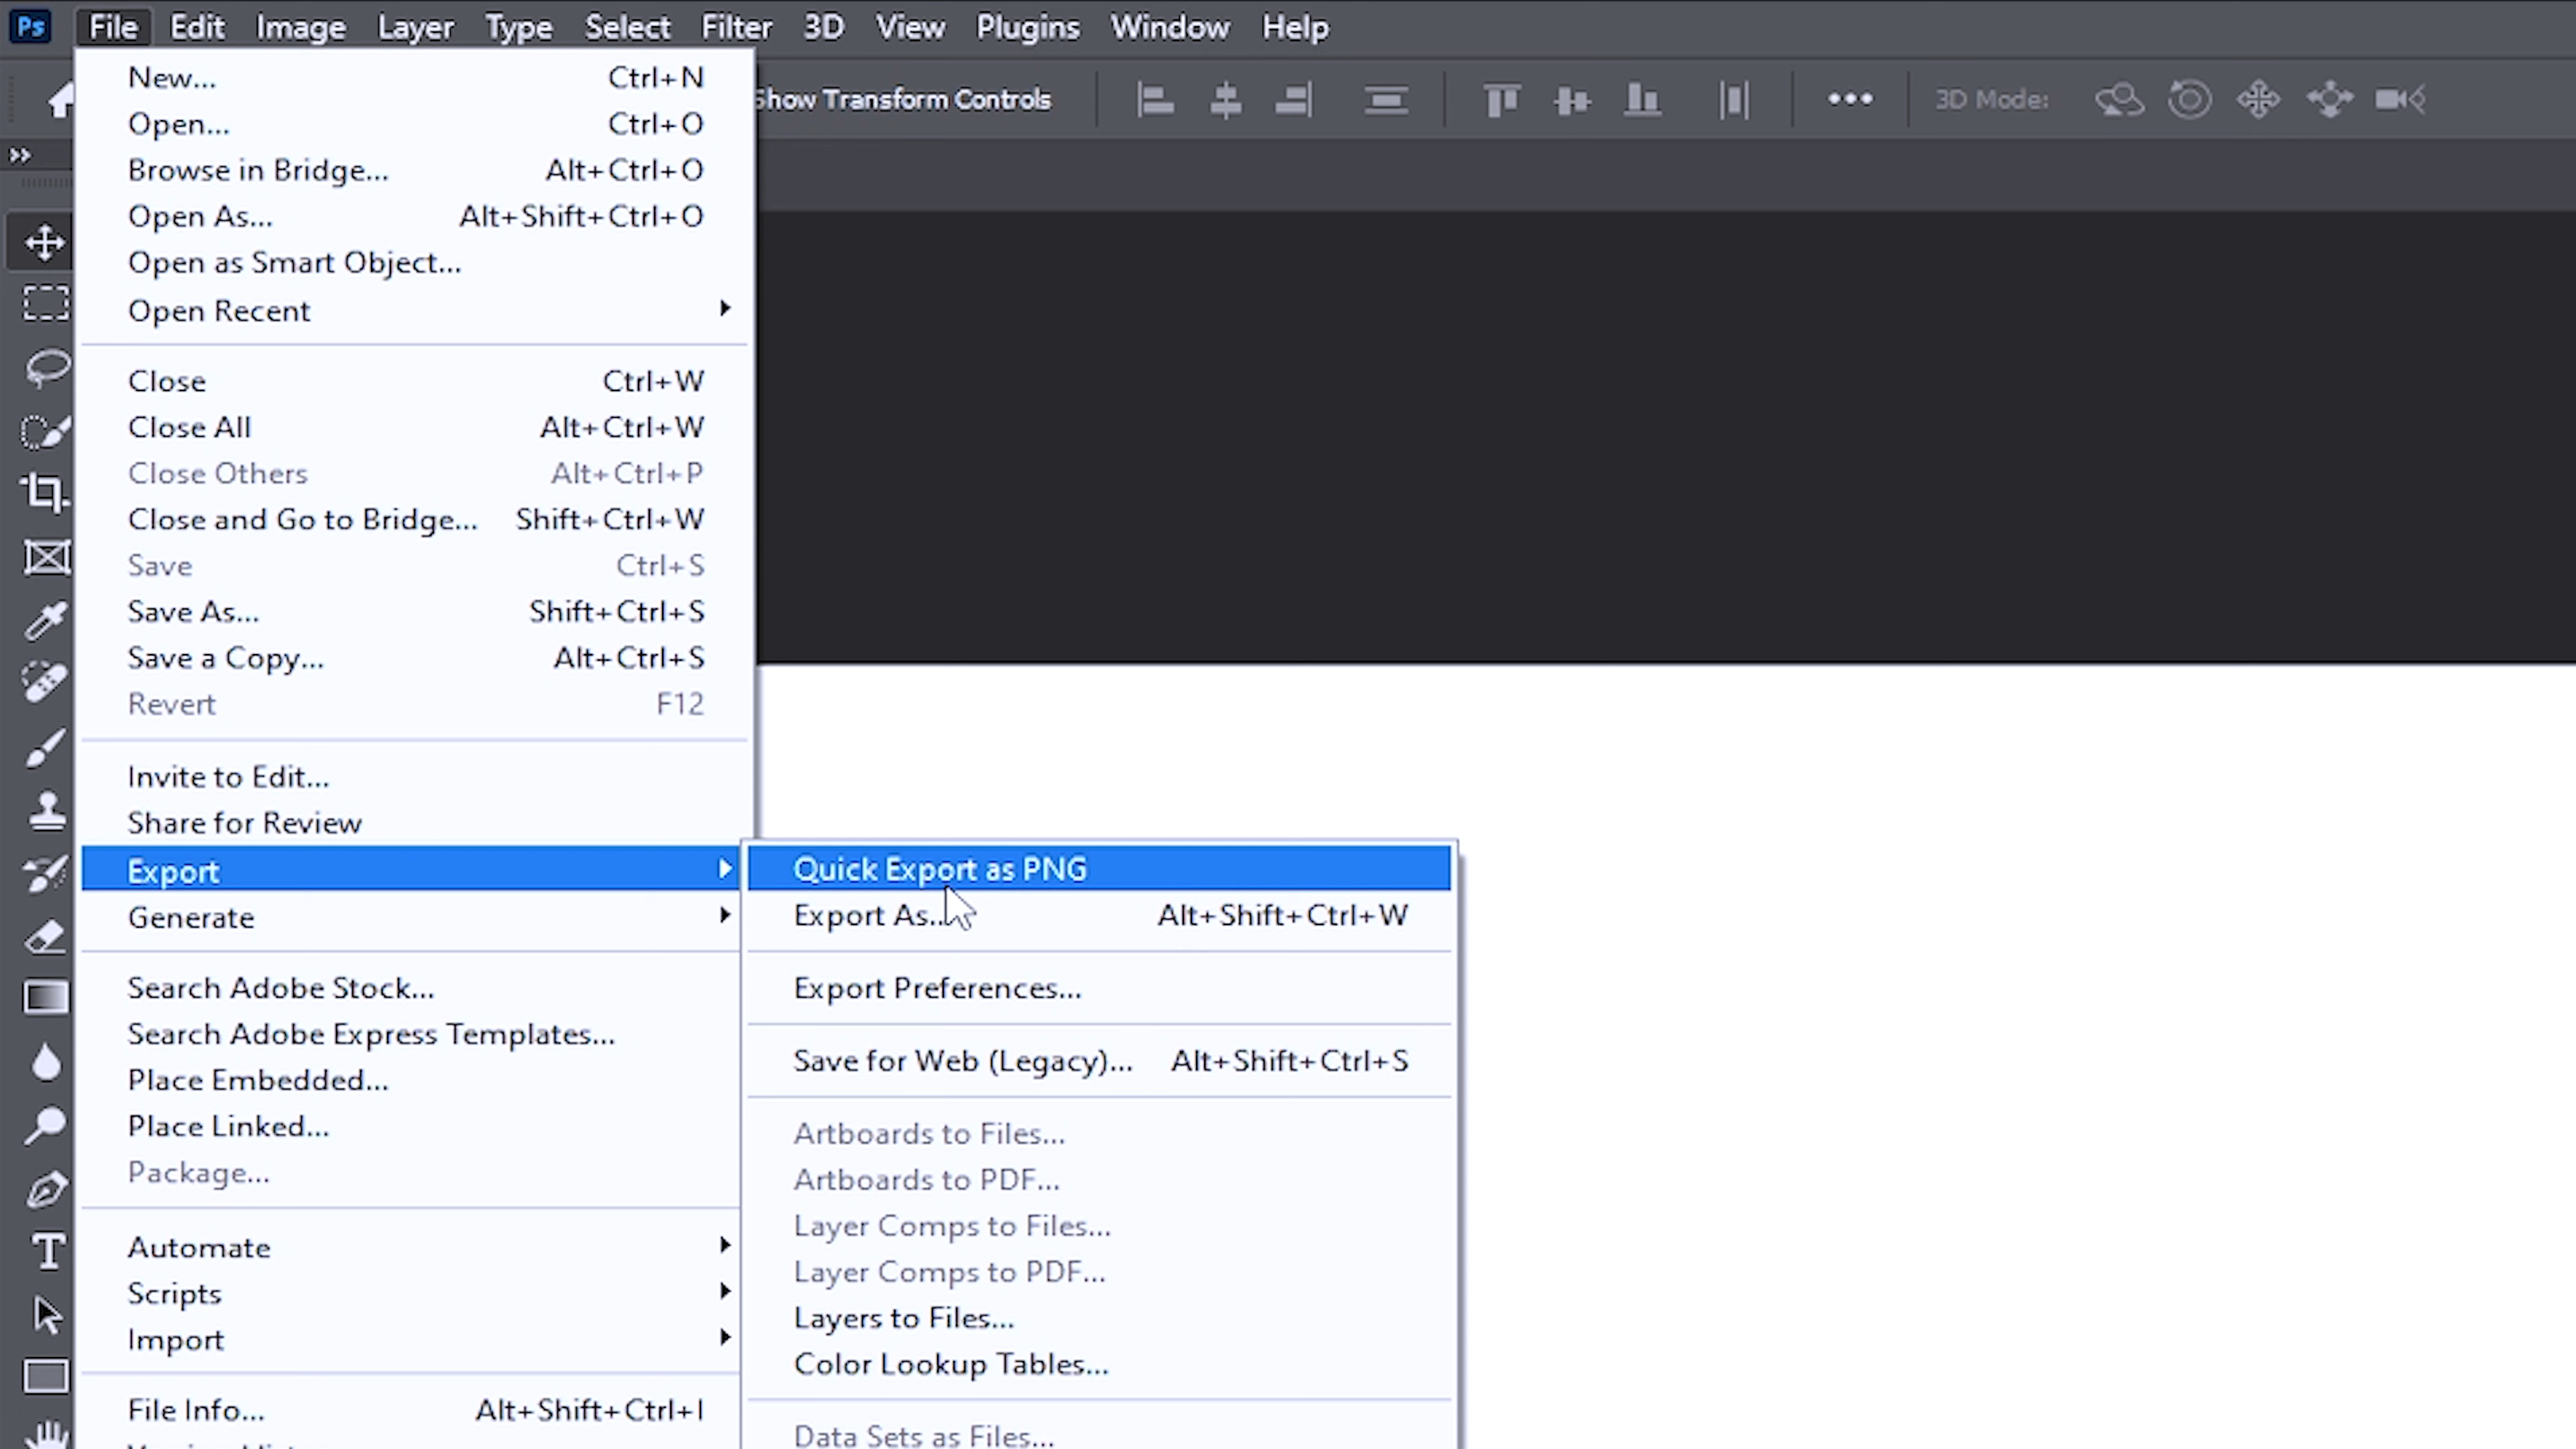 Ps File Edit Image Layer Type Select Filter 3D View Plugins Window Help
Show Transform Controls 3D Mode:
New... Ctrl+N
Open... Ctrl+O
Browse in Bridge... Alt+Ctrl+O
Open As... Alt+Shift+Ctrl+O
Open as Smart Object...
Open Recent
Close Ctrl+W
Close All Alt+Ctrl+W
Close Others Alt+Ctrl+P
Close and Go to Bridge... Shift+Ctrl+W
Save Ctrl+S
Save As... Shift+Ctrl+S
Save a Copy... Alt+Ctrl+S
Revert F12
Invite to Edit...
Share for Review
Export
Generate
Search Adobe Stock...
Search Adobe Express Templates...
Place Embedded...
Place Linked...
Package...
Automate
Scripts
Import
File Info... Alt+Shift+Ctrl+I
Quick Export as PNG
Export As... Alt+Shift+Ctrl+W
Export Preferences...
Save for Web (Legacy)... Alt+Shift+Ctrl+S
Artboards to Files...
Artboards to PDF...
Layer Comps to Files...
Layer Comps to PDF...
Layers to Files...
Color Lookup Tables...
Data Sets as Files...